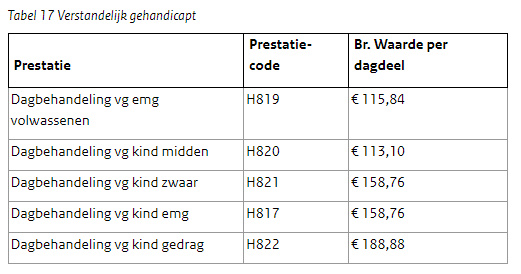 Tabel 17 Verstandelijk gehandicapt
Prestatie Prestatie- Br. Waarde per
code dagdeel
Dagbehandeling vg emg H819 € 115,84
volwassenen
Dagbehandeling vg kind midden H820 € 113,10
Dagbehandeling vg kind zwaar H821 € 158,76
Dagbehandeling vg kind emg H817 € 158,76
Dagbehandeling vg kind gedrag H822 € 188,88